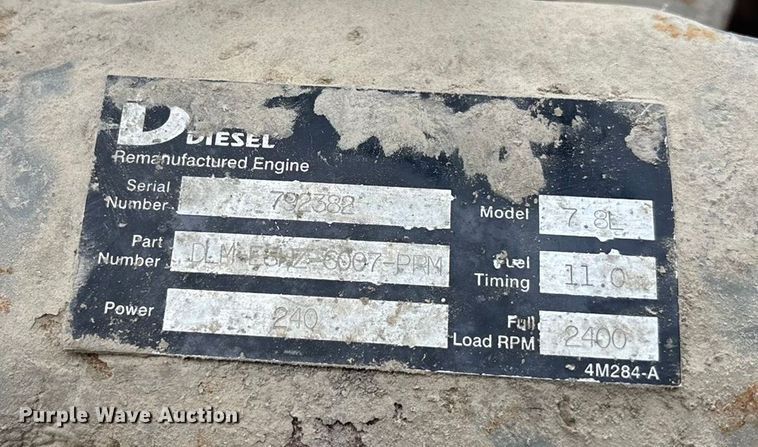 DIESEL
Remanufactured Engine
Serial Number 792382
Model 7.8L
Part Number
Fuel Timing 11.0
Power 240
Full Load RPM 2400
4M284-A
Purple Wave Auction